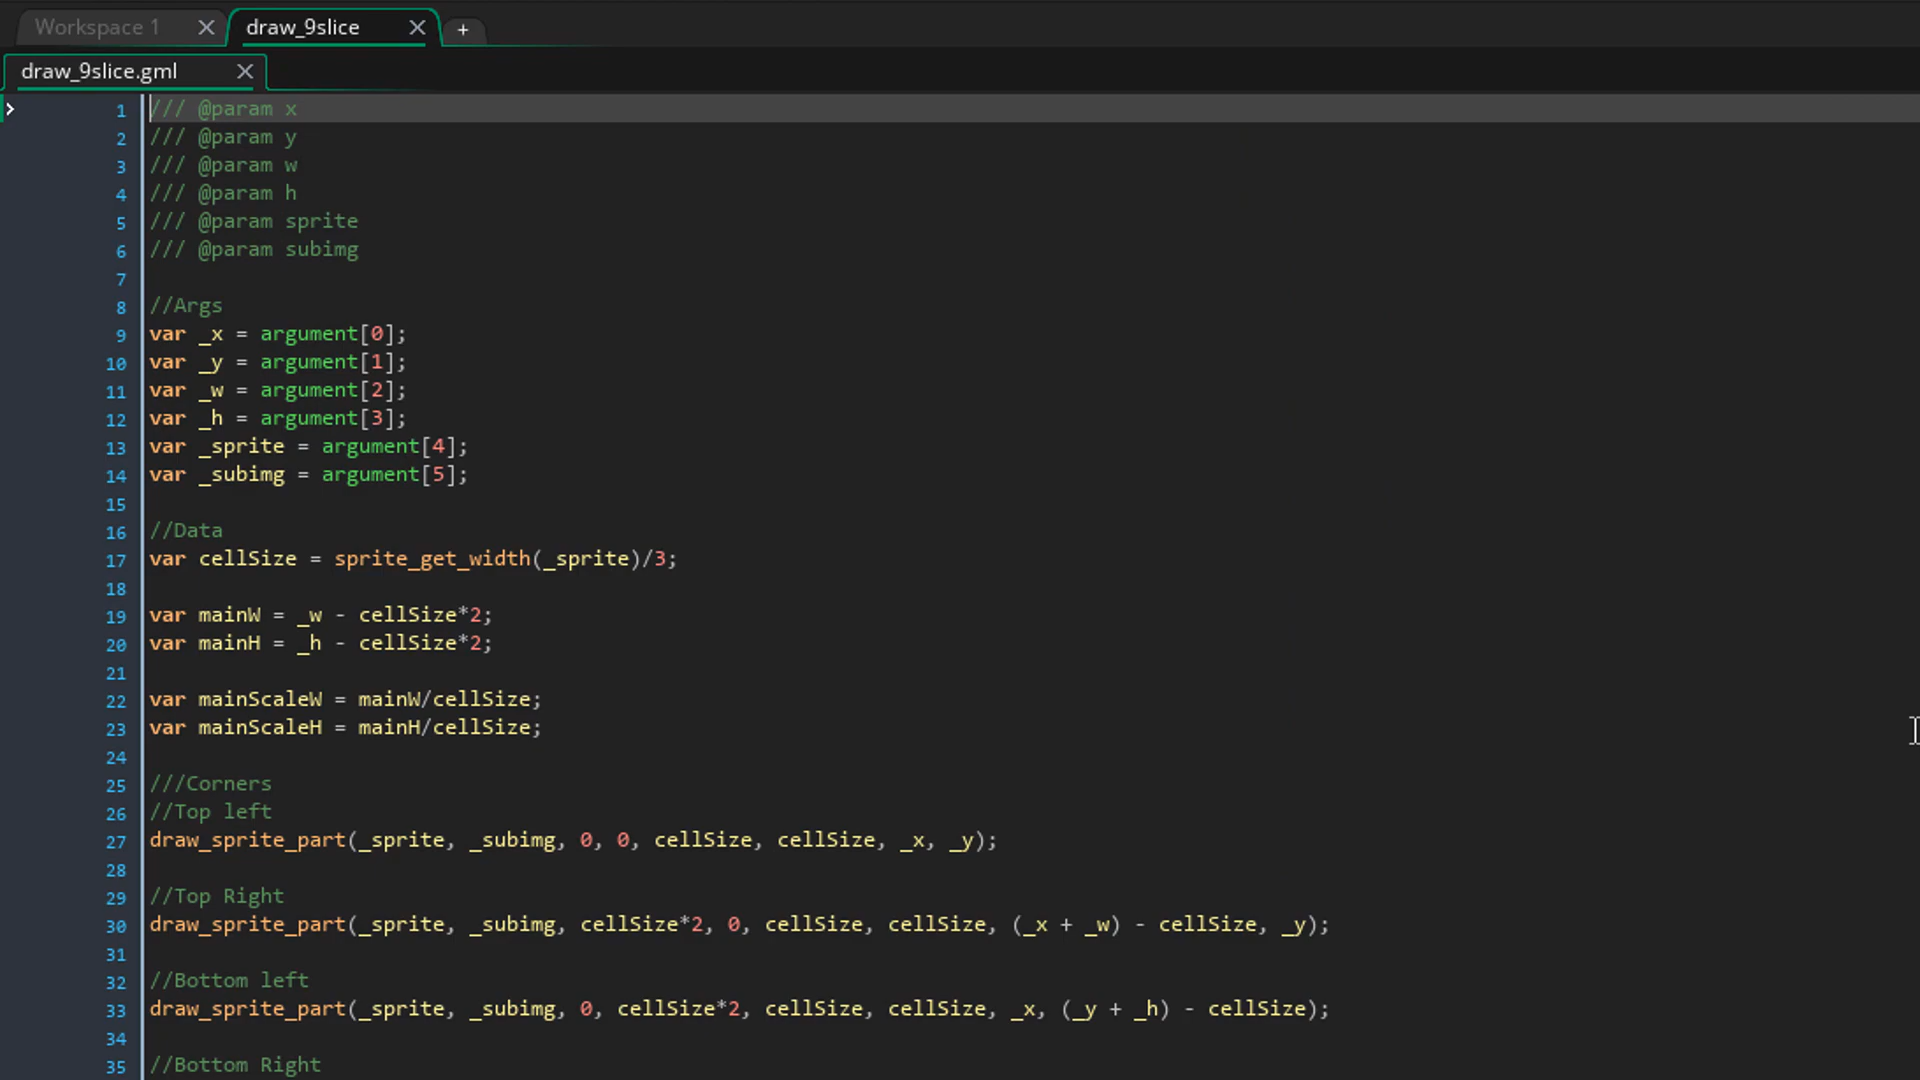 Workspace 1
draw_9slice
+
draw_9slice.gml
1 /// @param x
2 /// @param y
3 /// @param w
4 /// @param h
5 /// @param sprite
6 /// @param subimg
7
8 //Args
9 var _x = argument[0];
10 var _y = argument[1];
11 var _w = argument[2];
12 var _h = argument[3];
13 var _sprite = argument[4];
14 var _subimg = argument[5];
15
16 //Data
17 var cellSize = sprite_get_width(_sprite)/3;
18
19 var mainW = _w - cellSize*2;
20 var mainH = _h - cellSize*2;
21
22 var mainScaleW = mainW/cellSize;
23 var mainScaleH = mainH/cellSize;
24
25 ///Corners
26 //Top left
27 draw_sprite_part(_sprite, _subimg, 0, 0, cellSize, cellSize, _x, _y);
28
29 //Top Right
30 draw_sprite_part(_sprite, _subimg, cellSize*2, 0, cellSize, cellSize, (_x + _w) - cellSize, _y);
31
32 //Bottom left
33 draw_sprite_part(_sprite, _subimg, 0, cellSize*2, cellSize, cellSize, _x, (_y + _h) - cellSize);
34
35 //Bottom Right